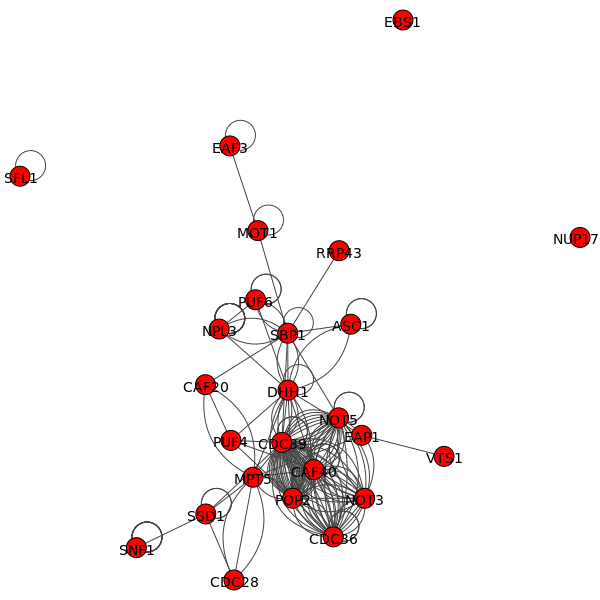 EBS1
EAF3
SFL1
MOT1
NUP17
RRP43
PUF6
NPL3
SBP1
ASC1
CAF20
DHH1
NOT5
PUF4
CDC39
EAP1
VTS1
CAF40
MPT5
POP2
NOT3
SSD1
CDC36
SNF1
CDC28